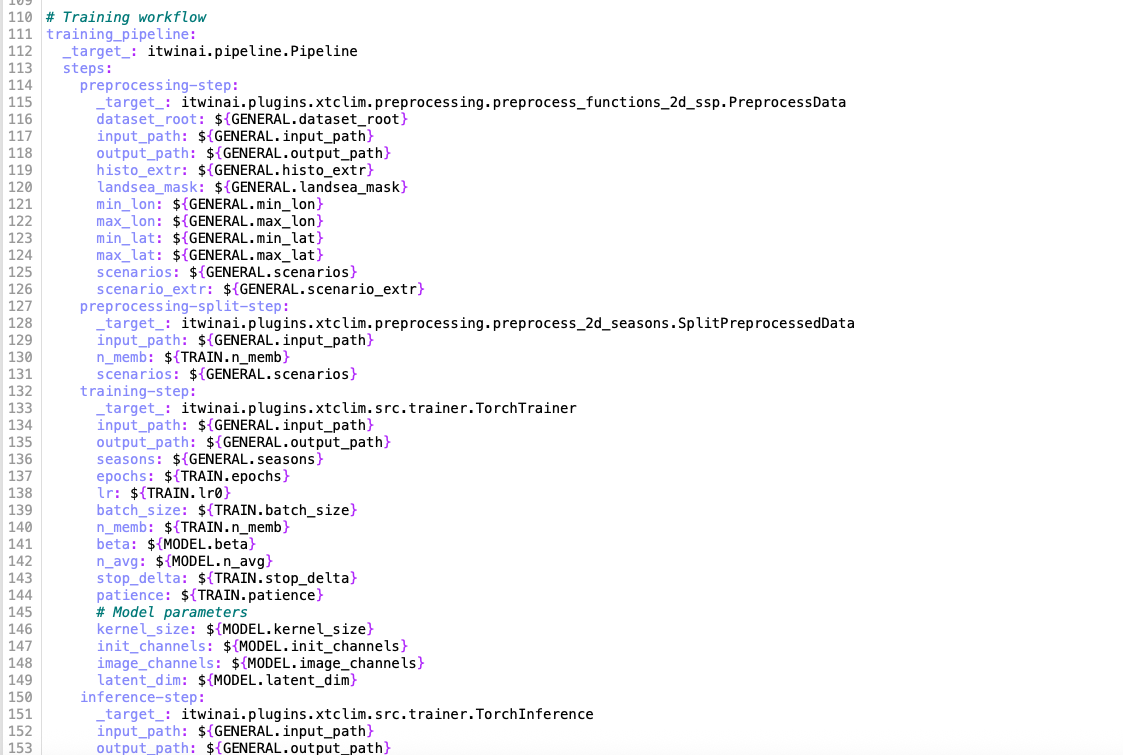 109
110 # Training workflow
111 training_pipeline:
112   _target_: itwinai.pipeline.Pipeline
113   steps:
114     preprocessing-step:
115       _target_: itwinai.plugins.xtclim.preprocessing.preprocess_functions_2d_ssp.PreprocessData
116       dataset_root: ${GENERAL.dataset_root}
117       input_path: ${GENERAL.input_path}
118       output_path: ${GENERAL.output_path}
119       histo_extr: ${GENERAL.histo_extr}
120       landsea_mask: ${GENERAL.landsea_mask}
121       min_lon: ${GENERAL.min_lon}
122       max_lon: ${GENERAL.max_lon}
123       min_lat: ${GENERAL.min_lat}
124       max_lat: ${GENERAL.max_lat}
125       scenarios: ${GENERAL.scenarios}
126       scenario_extr: ${GENERAL.scenario_extr}
127     preprocessing-split-step:
128       _target_: itwinai.plugins.xtclim.preprocessing.preprocess_2d_seasons.SplitPreprocessedData
129       input_path: ${GENERAL.input_path}
130       n_memb: ${TRAIN.n_memb}
131       scenarios: ${GENERAL.scenarios}
132     training-step:
133       _target_: itwinai.plugins.xtclim.src.trainer.TorchTrainer
134       input_path: ${GENERAL.input_path}
135       output_path: ${GENERAL.output_path}
136       seasons: ${GENERAL.seasons}
137       epochs: ${TRAIN.epochs}
138       lr: ${TRAIN.lr0}
139       batch_size: ${TRAIN.batch_size}
140       n_memb: ${TRAIN.n_memb}
141       beta: ${MODEL.beta}
142       n_avg: ${MODEL.n_avg}
143       stop_delta: ${TRAIN.stop_delta}
144       patience: ${TRAIN.patience}
145       # Model parameters
146       kernel_size: ${MODEL.kernel_size}
147       init_channels: ${MODEL.init_channels}
148       image_channels: ${MODEL.image_channels}
149       latent_dim: ${MODEL.latent_dim}
150     inference-step:
151       _target_: itwinai.plugins.xtclim.src.trainer.TorchInference
152       input_path: ${GENERAL.input_path}
153       output_path: ${GENERAL.output_path}